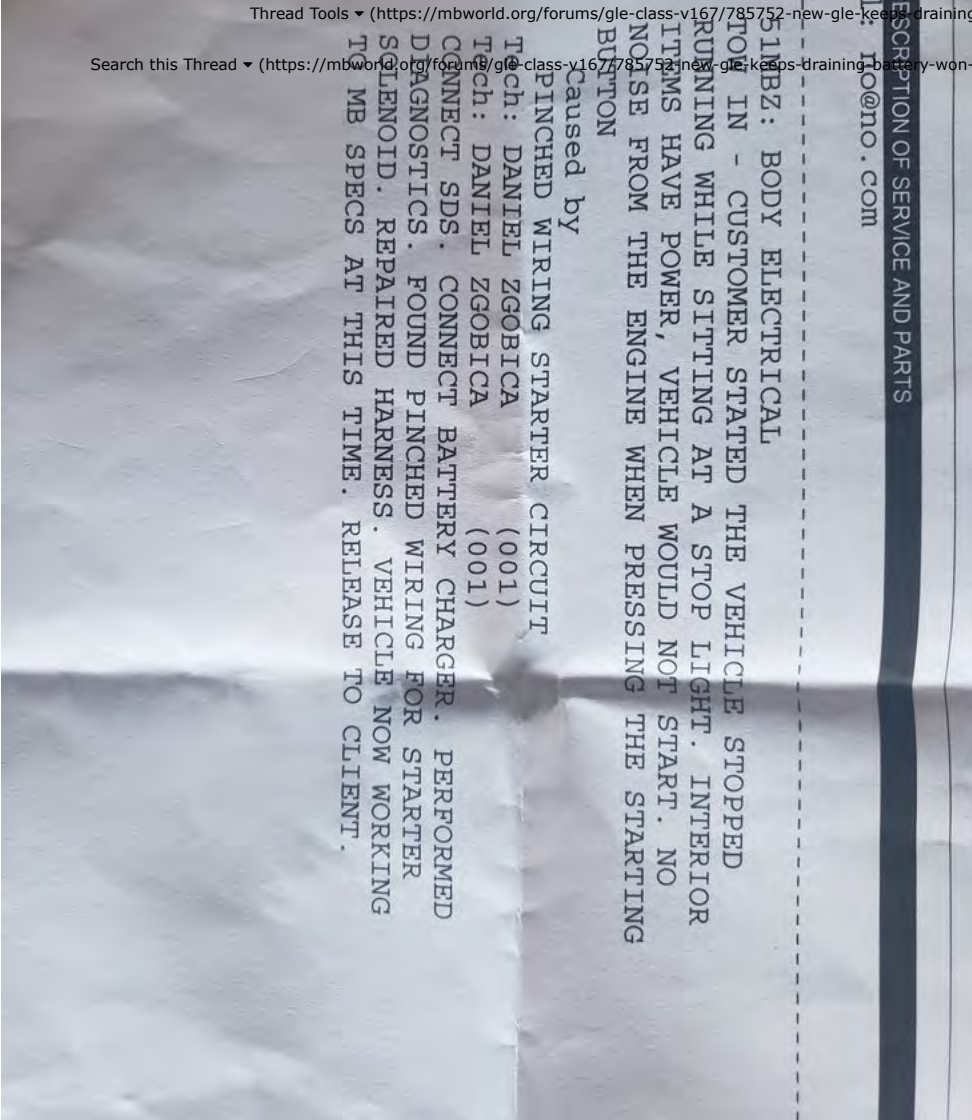 Thread Tools ▾ (https://mbworld.org/forums/gle-class-v167/785752-new-gle-keeps-draining
Search this Thread ▾ (https://mbworld.org/forums/gle-class-v167/785752-new-gle-keeps-draining-battery-won-
ESCRIPTION OF SERVICE AND PARTS
l: no@no.com
51MBZ: BODY ELECTRICAL
TOW IN - CUSTOMER STATED THE VEHICLE STOPPED
RUNNING WHILE SITTING AT A STOP LIGHT. INTERIOR
ITEMS HAVE POWER, VEHICLE WOULD NOT START. NO
NOISE FROM THE ENGINE WHEN PRESSING THE STARTING
BUTTON
Caused by
PINCHED WIRING STARTER CIRCUIT
Tech: DANIEL ZGOBICA (001)
Tech: DANIEL ZGOBICA (001)
CONNECT SDS. CONNECT BATTERY CHARGER. PERFORMED
DIAGNOSTICS. FOUND PINCHED WIRING FOR STARTER
SOLENOID. REPAIRED HARNESS. VEHICLE NOW WORKING
TO MB SPECS AT THIS TIME. RELEASE TO CLIENT.